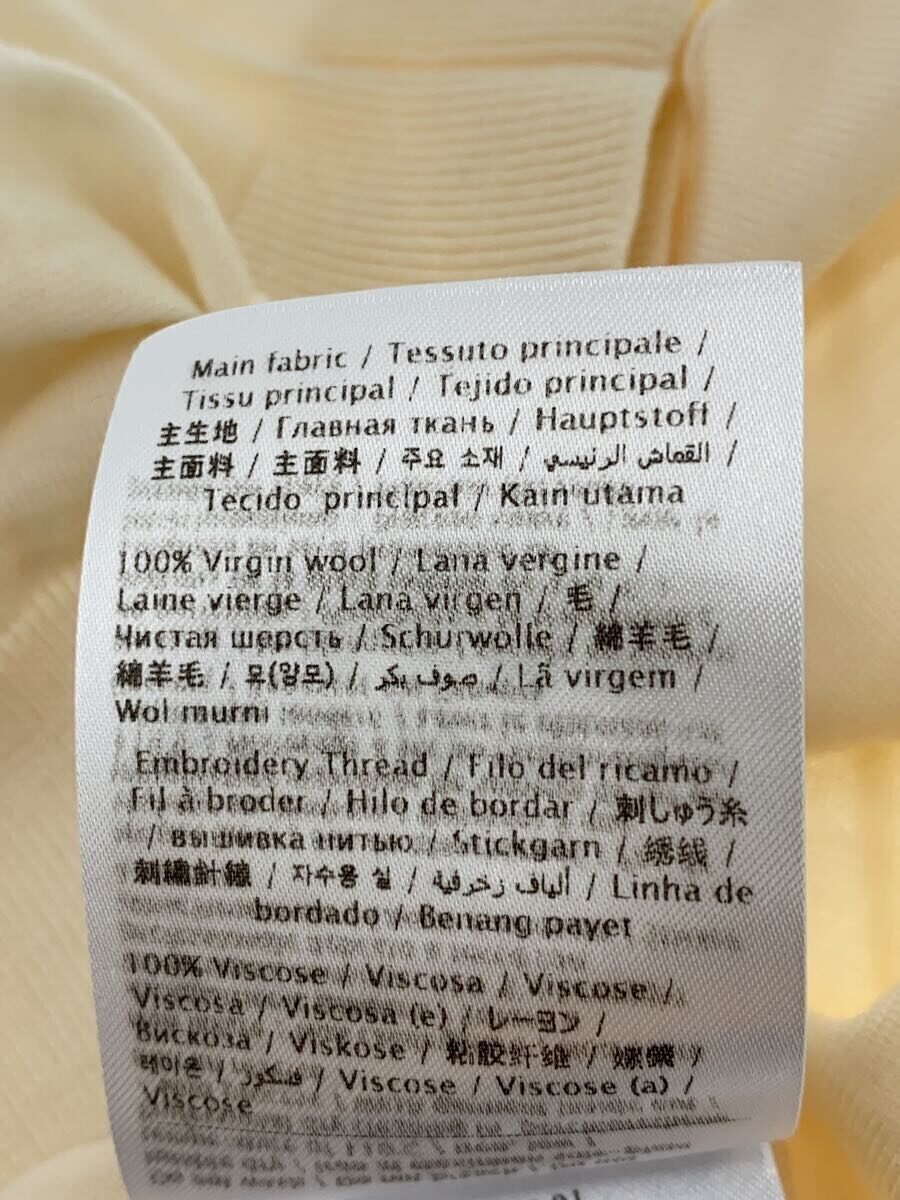 Main fabric / Tessuto principale /
Tissu principal / Tejido principal /
主生地 / Главная ткань / Hauptstoff /
主面料 / 主面料 / 주요 소재 / القماش الرئيسي /
Tecido principal / Kain utama
100% Virgin wool / Lana vergine /
Laine vierge / Lana virgen / 毛 /
Чистая шерсть / Schurwolle / 綿羊毛 /
綿羊毛 / 모(양모) / صوف بكر / Lã virgem /
Wol murni
Embroidery Thread / Filo del ricamo /
Fil à broder / Hilo de bordar / 刺しゅう糸
/ вышивка нитью / Stickgarn / 绣线 /
刺繡針線 / 자수용 실 / ألياف زخرفية / Linha de
bordado / Benang payet
100% Viscose / Viscosa / Viscose /
Viscosa / Viscosa (e) / レーヨン /
Вискоза / Viskose / 粘胶纤维 / 嫘縈 /
레이온 / فسكوز / Viscose / Viscose (a) /
Viscose